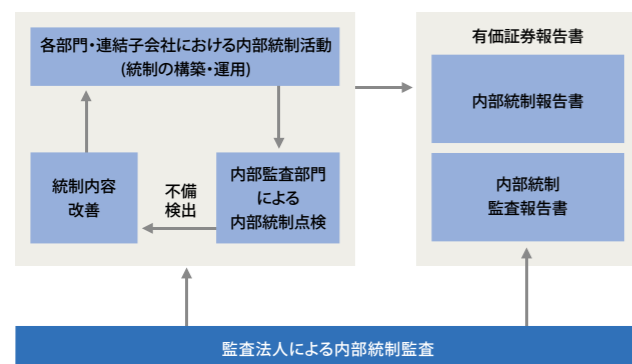 各部門・連結子会社における内部統制活動
(統制の構築・運用)
統制内容
改善
不備
検出
内部監査部門
による
内部統制点検
有価証券報告書
内部統制報告書
内部統制
監査報告書
監査法人による内部統制監査